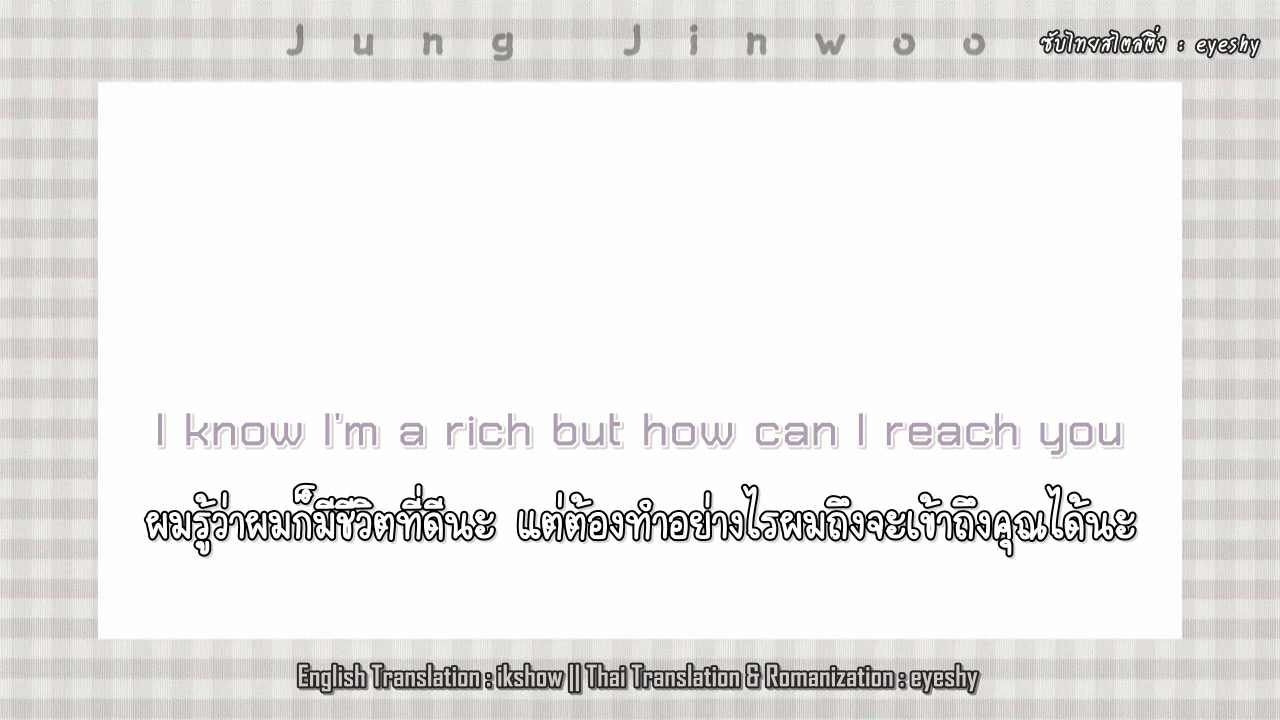 Jung Jinwoo
ซับไทยสไตล์ติ่ง : eyeshy
I know I'm a rich but how can I reach you
ผมรู้ว่าผมก็มีชีวิตที่ดีนะ แต่ต้องทำอย่างไรผมถึงจะเข้าถึงคุณได้นะ
English Translation : ikshow || Thai Translation & Romanization : eyeshy